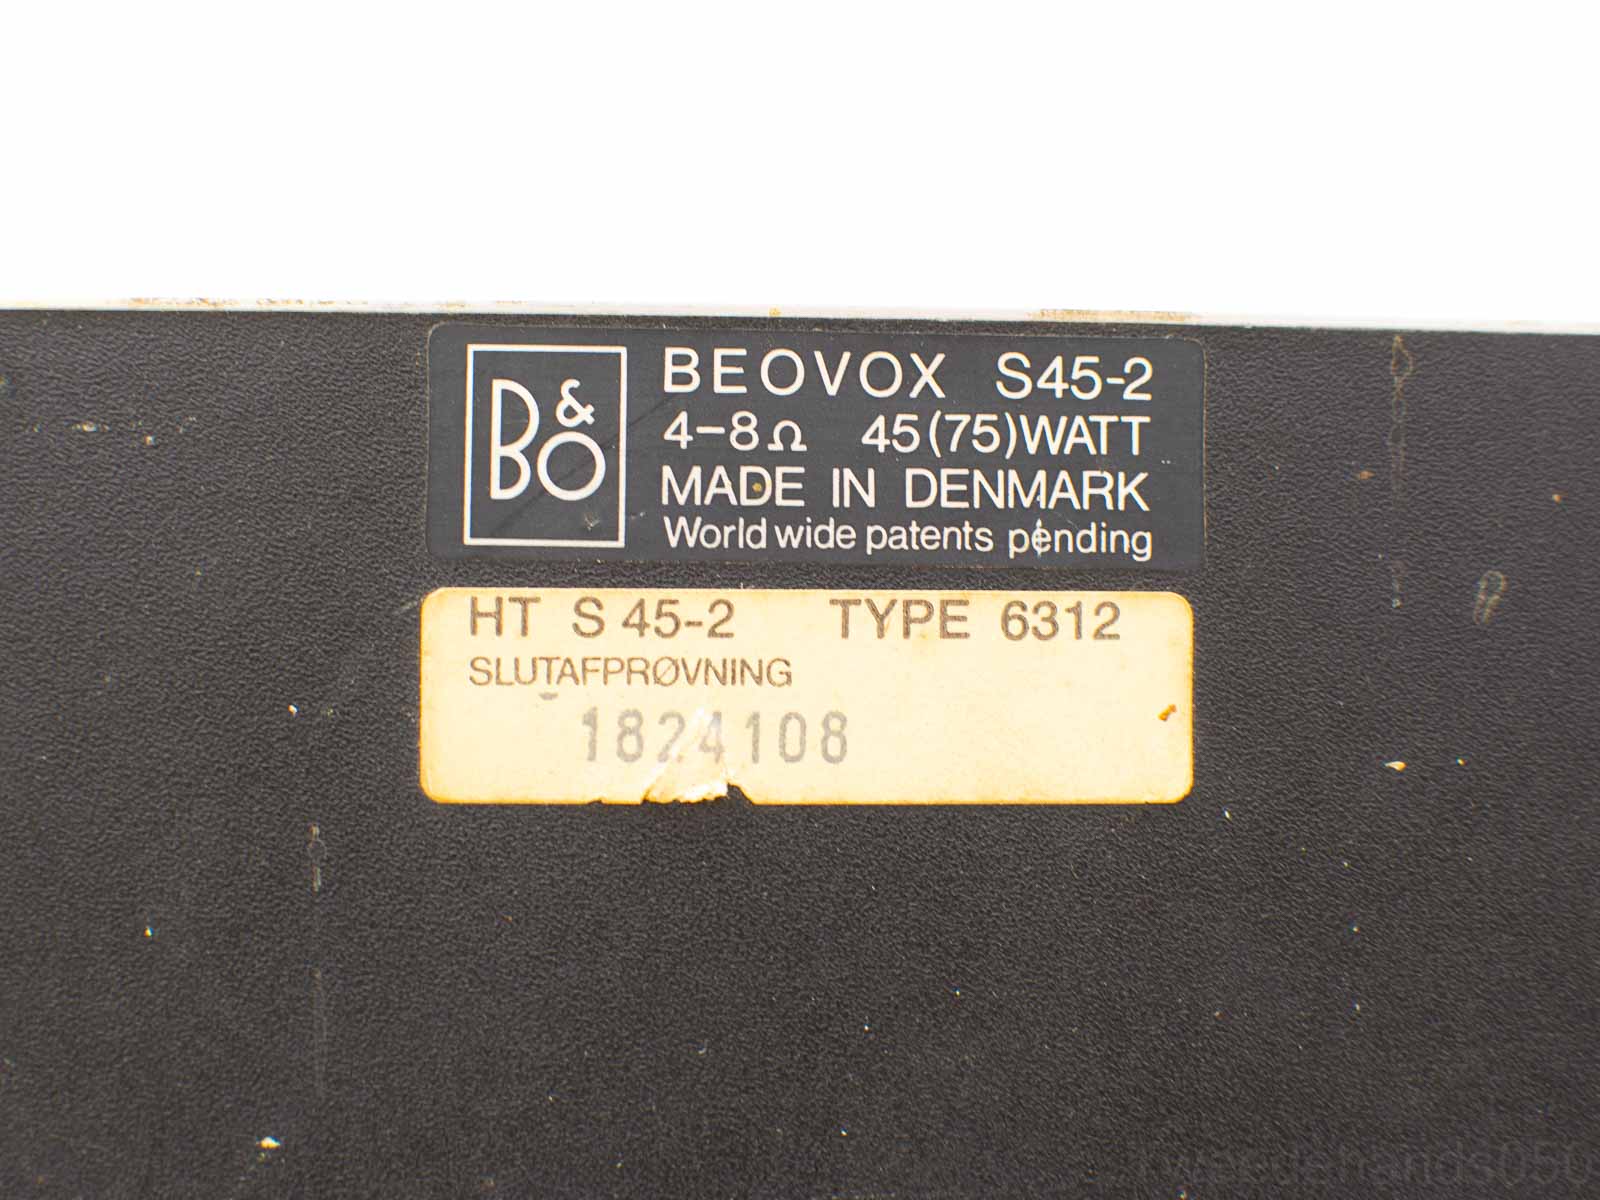 B&O
BEOVOX S45-2
4-8Ω 45(75)WATT
MADE IN DENMARK
World wide patents pending
HT S 45-2 TYPE 6312
SLUTAFPRØVNING
1824108
tweedehands050